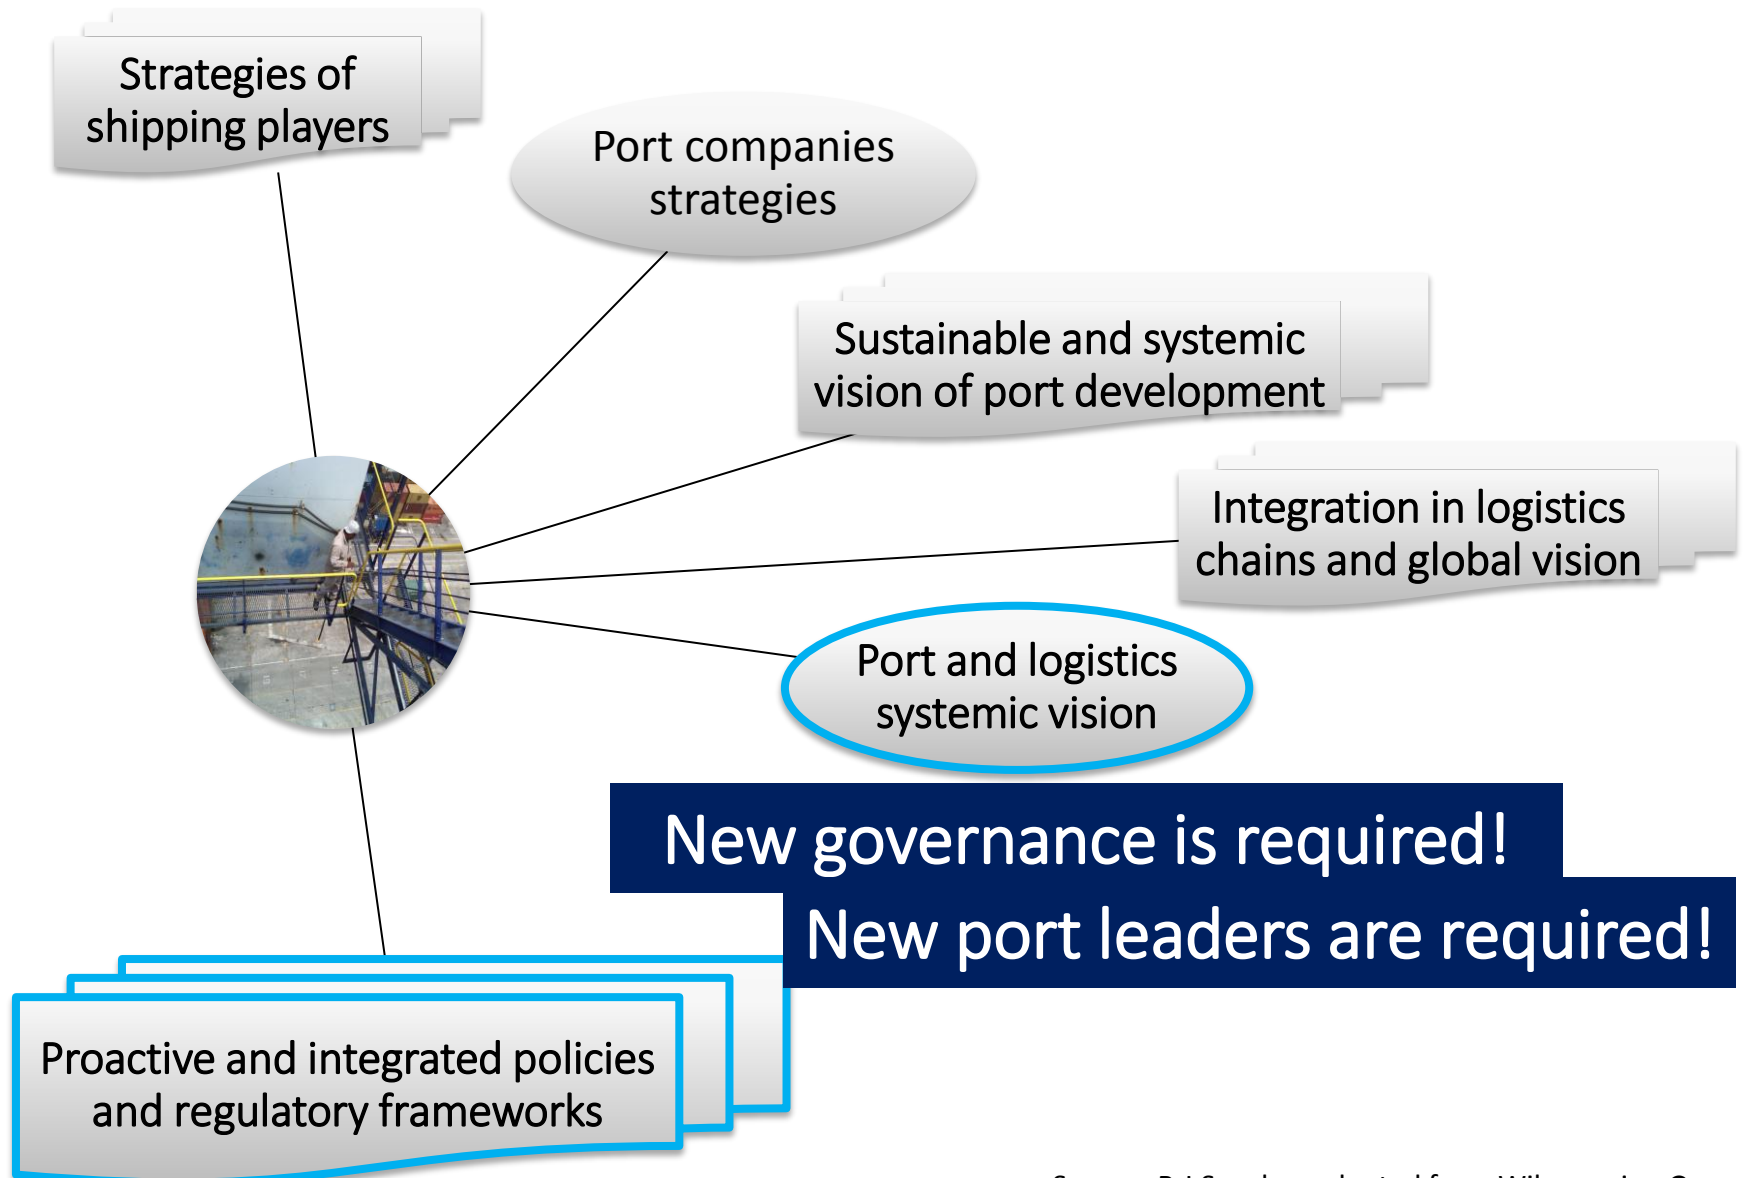 Strategies of
shipping players
Port companies
strategies
Sustainable and systemic
vision of port development
Integration in logistics
chains and global vision
Port and logistics
systemic vision
New governance is required!
New port leaders are required!
Proactive and integrated policies
and regulatory frameworks